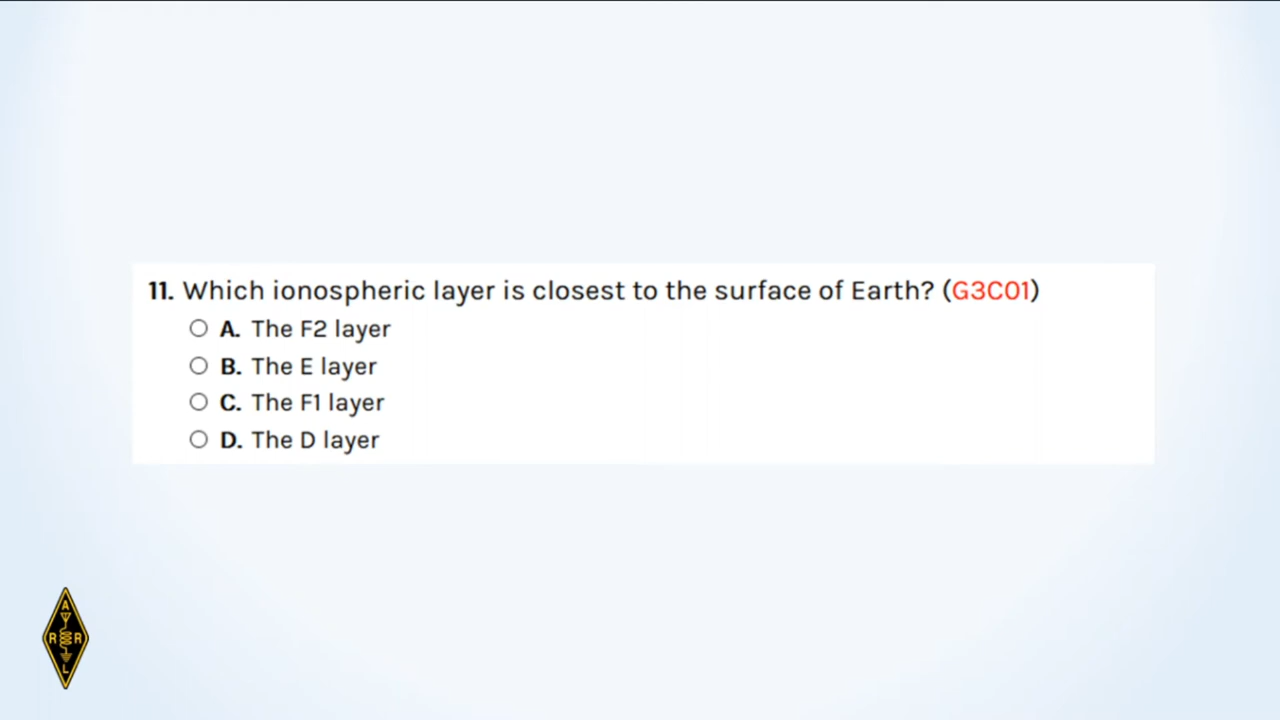 11. Which ionospheric layer is closest to the surface of Earth? (G3C01)
A. The F2 layer
B. The E layer
C. The F1 layer
D. The D layer
A
R R
L